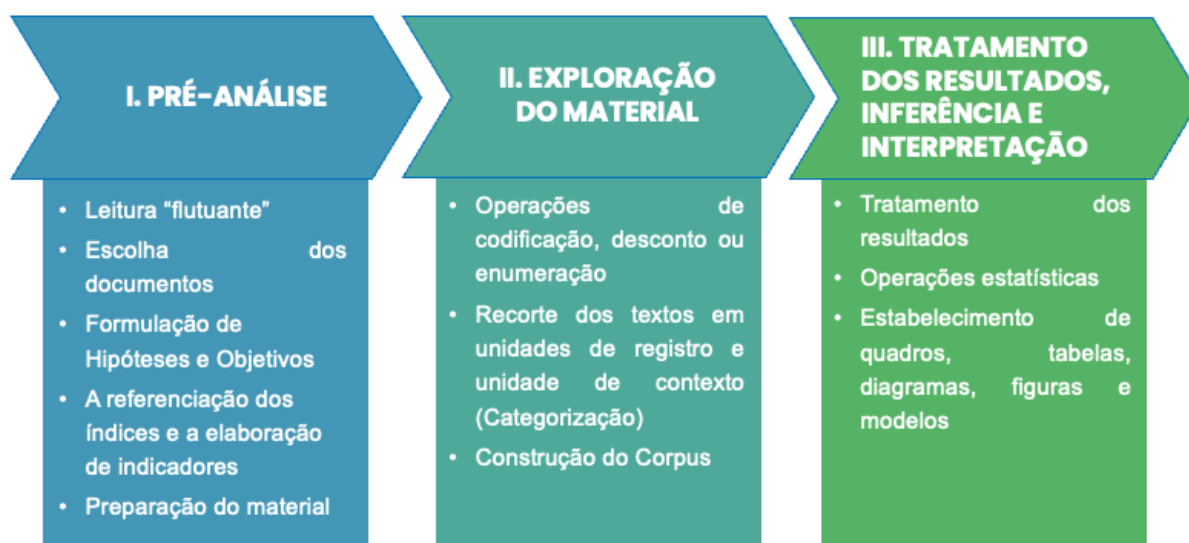 I. PRÉ-ANÁLISE
• Leitura “flutuante”
• Escolha dos
documentos
• Formulação de
Hipóteses e Objetivos
• A referenciação dos
índices e a elaboração
de indicadores
• Preparação do material
II. EXPLORAÇÃO
DO MATERIAL
• Operações de
codificação, desconto ou
enumeração
• Recorte dos textos em
unidades de registro e
unidade de contexto
(Categorização)
• Construção do Corpus
III. TRATAMENTO
DOS RESULTADOS,
INFERÊNCIA E
INTERPRETAÇÃO
• Tratamento dos
resultados
• Operações estatísticas
• Estabelecimento de
quadros, tabelas,
diagramas, figuras e
modelos